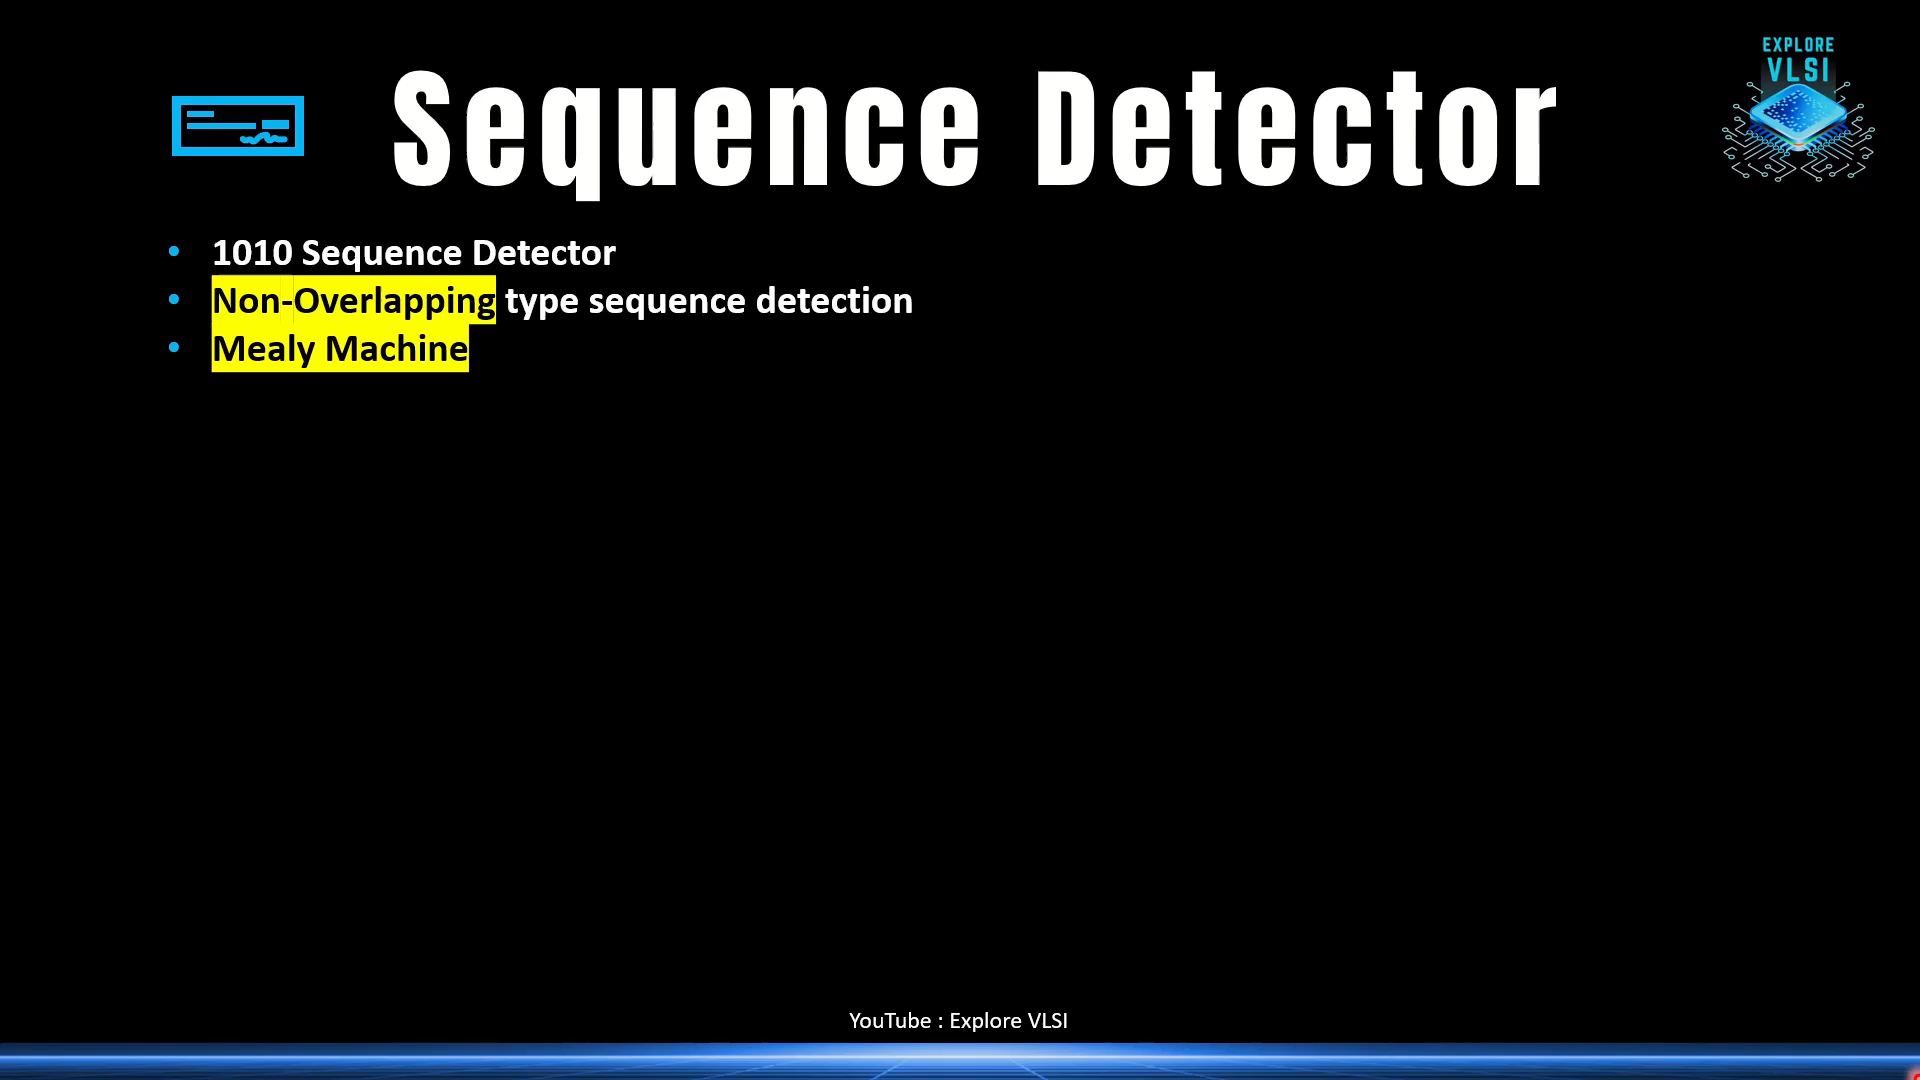 EXPLORE
VLSI
Sequence Detector
• 1010 Sequence Detector
• Non-Overlapping type sequence detection
• Mealy Machine
YouTube : Explore VLSI